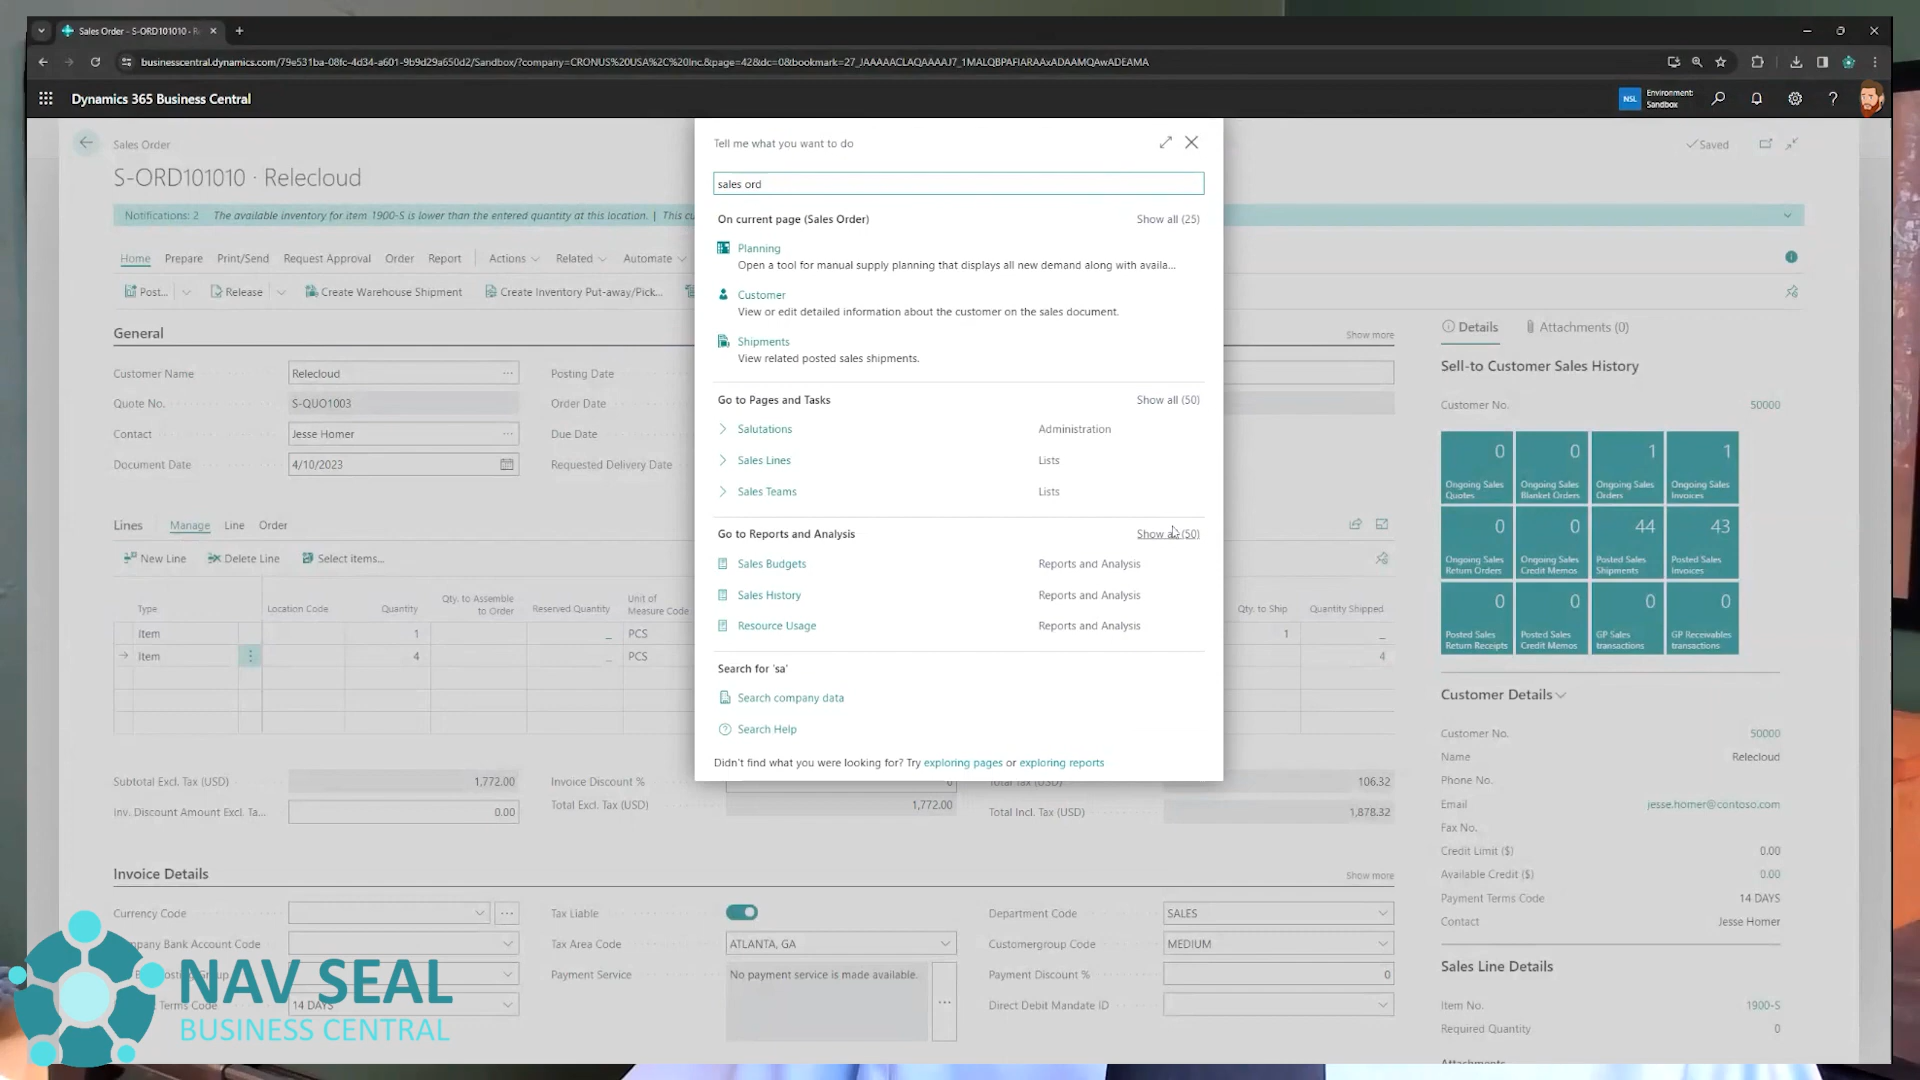 Sales Order - S-ORD101010 - Re
businesscentral.dynamics.com/79e531ba-08fc-4d34-a601-9b9d29a650d2/Sandbox/?company=CRONUS%20USA%2C%20Inc.&page=42&dc=0&bookmark=27_JAAAAACLAQAAAAJ7_1MALQBPAFIARAAxADAAMQAwADEAMA
Dynamics 365 Business Central
NSL
Environment:
Sandbox
Sales Order
Saved
S-ORD101010 · Relecloud
Notifications: 2 The available inventory for item 1900-S is lower than the entered quantity at this location. | This cu
Home Prepare Print/Send Request Approval Order Report Actions Related Automate
Post... Release Create Warehouse Shipment Create Inventory Put-away/Pick...
Tell me what you want to do
sales ord
On current page (Sales Order) Show all (25)
Planning
Open a tool for manual supply planning that displays all new demand along with availa...
Customer
View or edit detailed information about the customer on the sales document.
Shipments
View related posted sales shipments.
Go to Pages and Tasks Show all (50)
Salutations Administration
Sales Lines Lists
Sales Teams Lists
Go to Reports and Analysis Show all (50)
Sales Budgets Reports and Analysis
Sales History Reports and Analysis
Resource Usage Reports and Analysis
Search for 'sa'
Search company data
Search Help
Didn't find what you were looking for? Try exploring pages or exploring reports
General Show more
Customer Name Relecloud Posting Date
Quote No. S-QUO1003 Order Date
Contact Jesse Homer Due Date
Document Date 4/10/2023 Requested Delivery Date
Lines Manage Line Order
New Line Delete Line Select items...
Type Location Code Quantity Qty. to Assemble to Order Reserved Quantity Unit of Measure Code Qty. to Ship Quantity Shipped
Item 1 _ PCS 1 _
Item 4 _ PCS 4
Subtotal Excl. Tax (USD) 1,772.00 Invoice Discount % 0 Total Tax (USD) 106.32
Inv. Discount Amount Excl. Ta... 0.00 Total Excl. Tax (USD) 1,772.00 Total Incl. Tax (USD) 1,878.32
Invoice Details Show more
Currency Code Tax Liable Department Code SALES
mpany Bank Account Code Tax Area Code ATLANTA, GA Customergroup Code MEDIUM
Payment Service No payment service is made available. Payment Discount % 0
Terms Code 14 DAYS Direct Debit Mandate ID
Details Attachments (0)
Sell-to Customer Sales History
Customer No. 50000
0 0 1 1
Ongoing Sales Quotes Ongoing Sales Blanket Orders Ongoing Sales Orders Ongoing Sales Invoices
0 0 44 43
Ongoing Sales Return Orders Ongoing Sales Credit Memos Posted Sales Shipments Posted Sales Invoices
0 0 0 0
Posted Sales Return Receipts Posted Sales Credit Memos GP Sales transactions GP Receivables transactions
Customer Details
Customer No. 50000
Name Relecloud
Phone No.
Email jesse.homer@contoso.com
Fax No.
Credit Limit ($) 0.00
Available Credit ($) 0.00
Payment Terms Code 14 DAYS
Contact Jesse Homer
Sales Line Details
Item No. 1900-S
Required Quantity 0
Attachments
NAV SEAL
BUSINESS CENTRAL